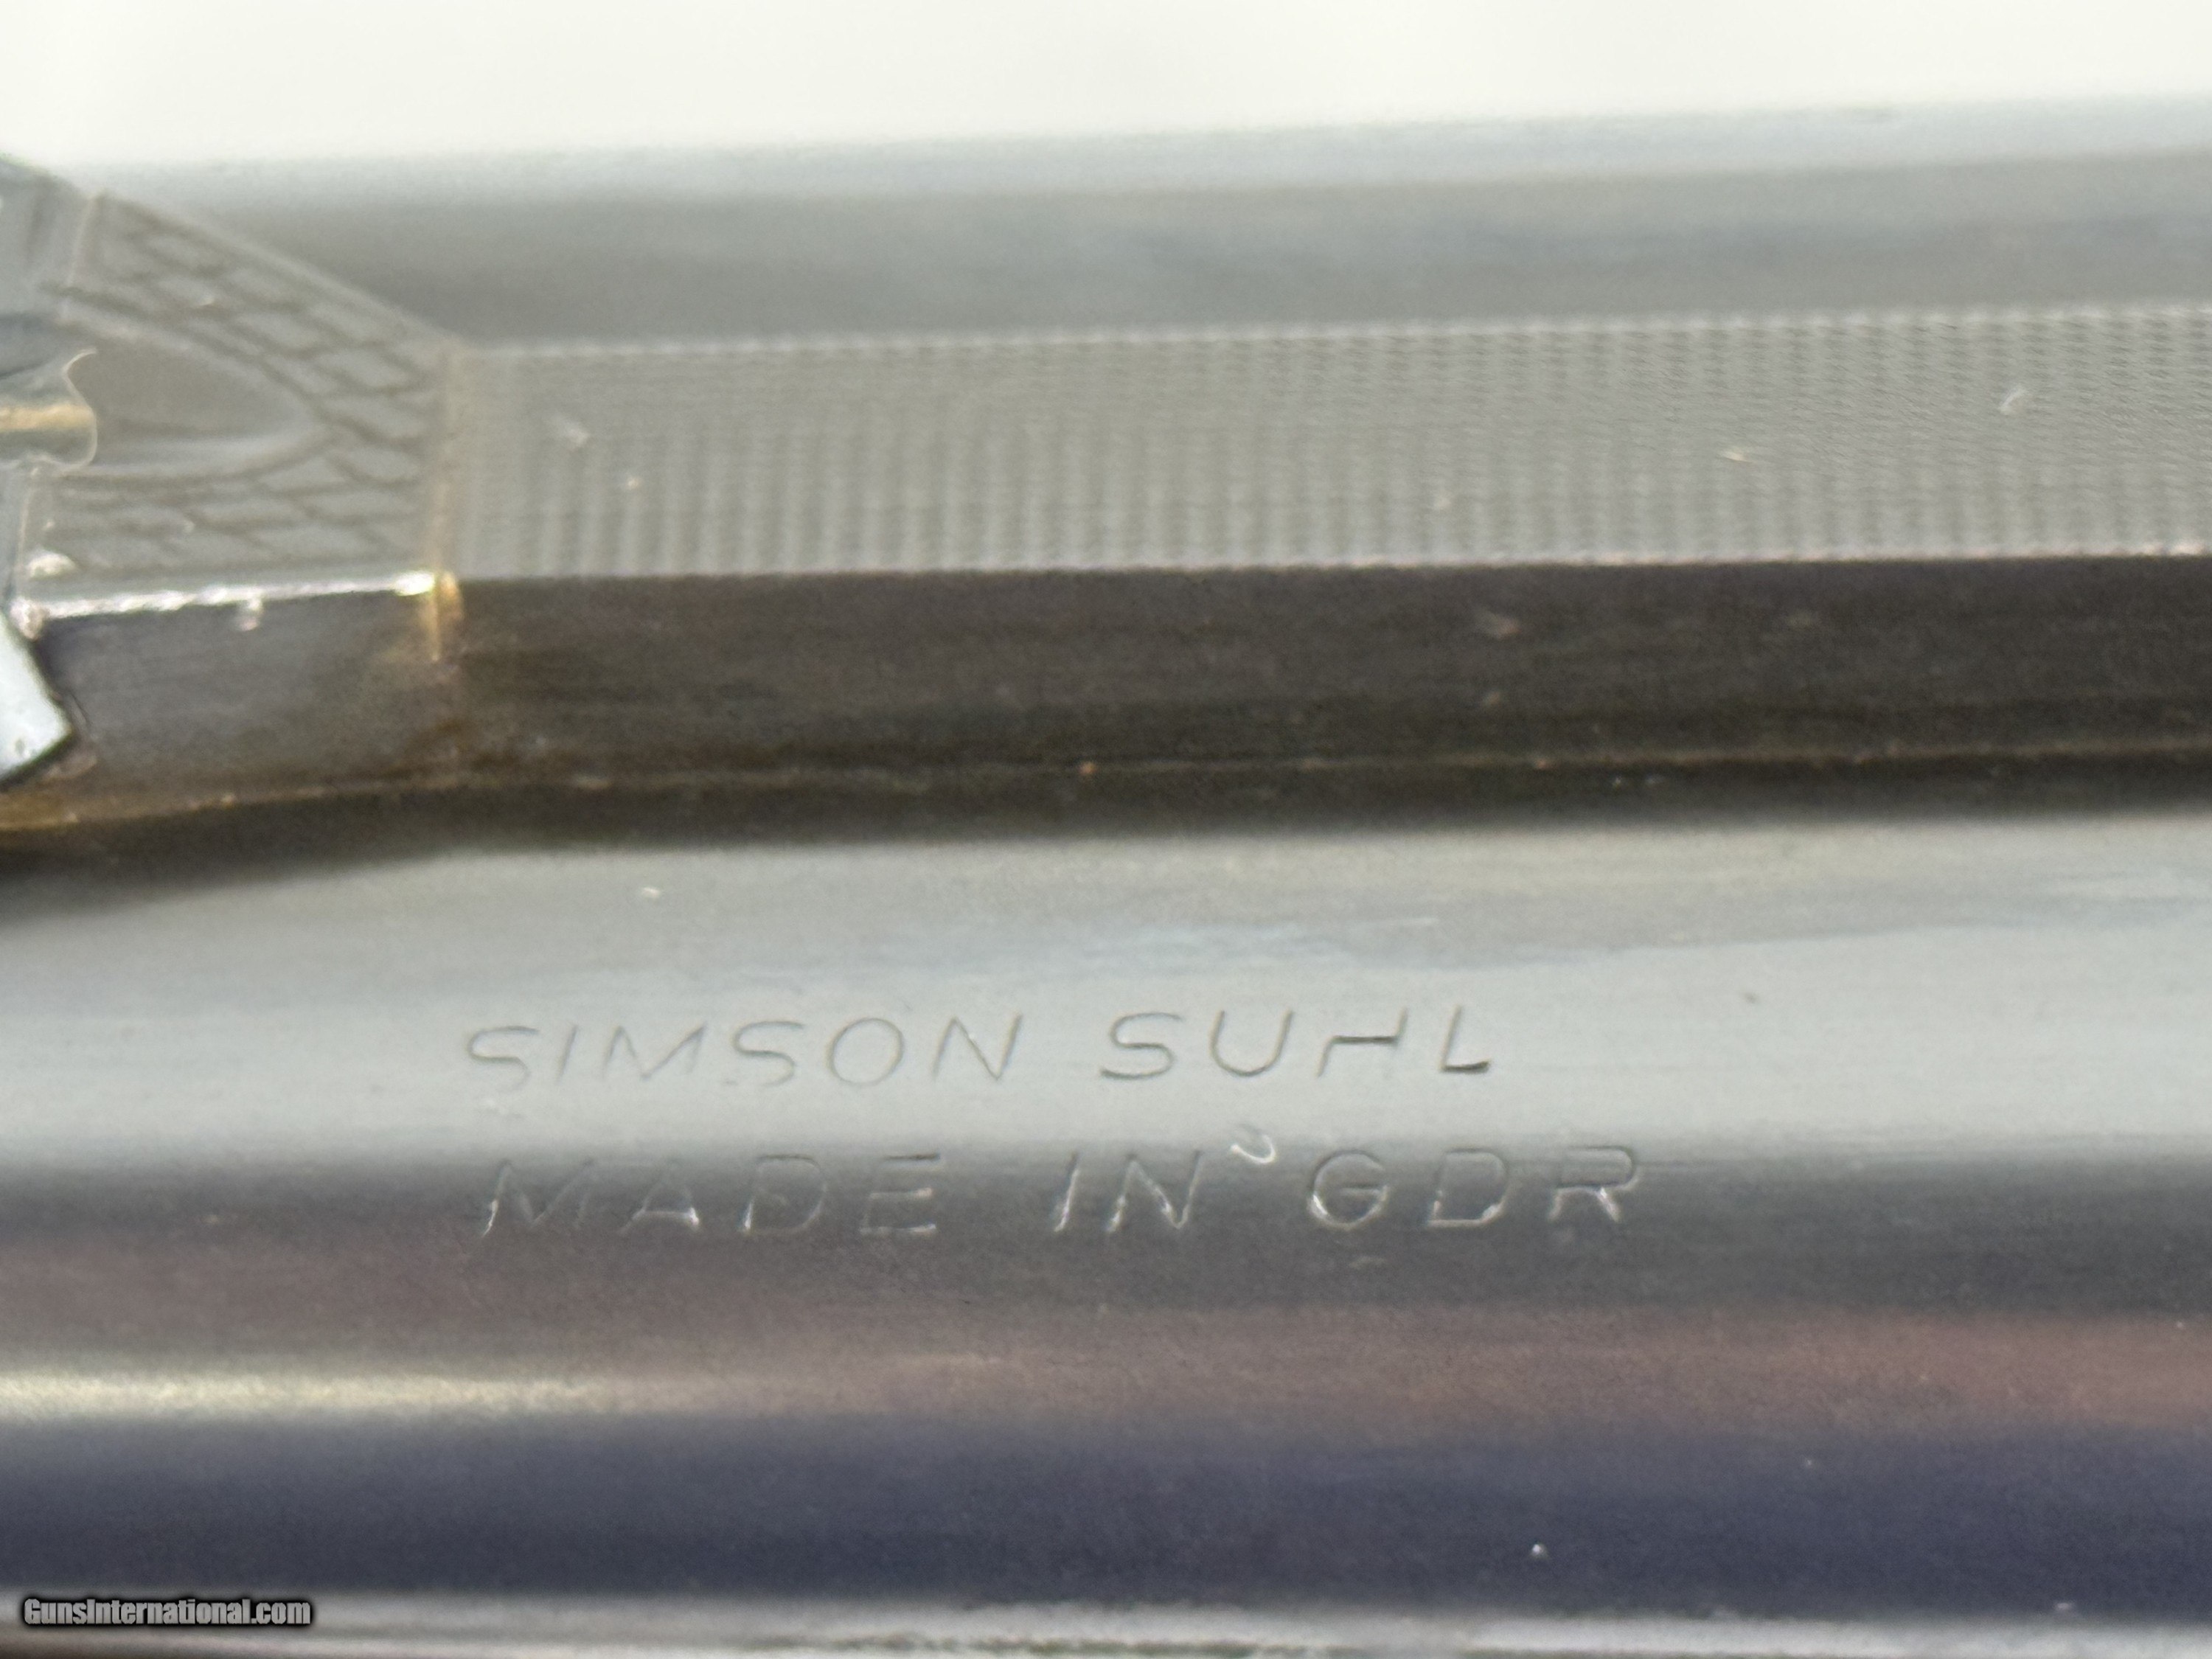 SIMSON SUHL
MADE IN GDR
GunsInternational.com